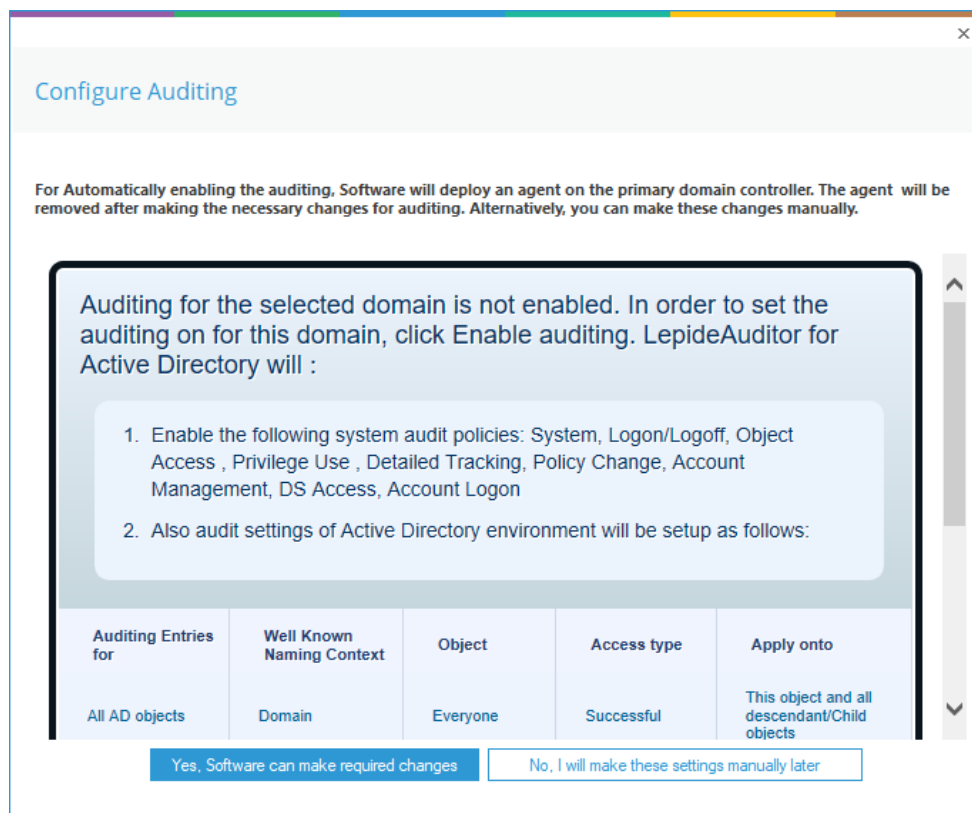 Configure Auditing
For Automatically enabling the auditing, Software will deploy an agent on the primary domain controller. The agent  will be
removed after making the necessary changes for auditing. Alternatively, you can make these changes manually.
Auditing for the selected domain is not enabled. In order to set the
auditing on for this domain, click Enable auditing. LepideAuditor for
Active Directory will :
1. Enable the following system audit policies: System, Logon/Logoff, Object
Access , Privilege Use , Detailed Tracking, Policy Change, Account
Management, DS Access, Account Logon
2. Also audit settings of Active Directory environment will be setup as follows:
Auditing Entries
for
Well Known
Naming Context
Object
Access type
Apply onto
All AD objects
Domain
Everyone
Successful
This object and all
descendant/Child
objects
Yes, Software can make required changes
No, I will make these settings manually later